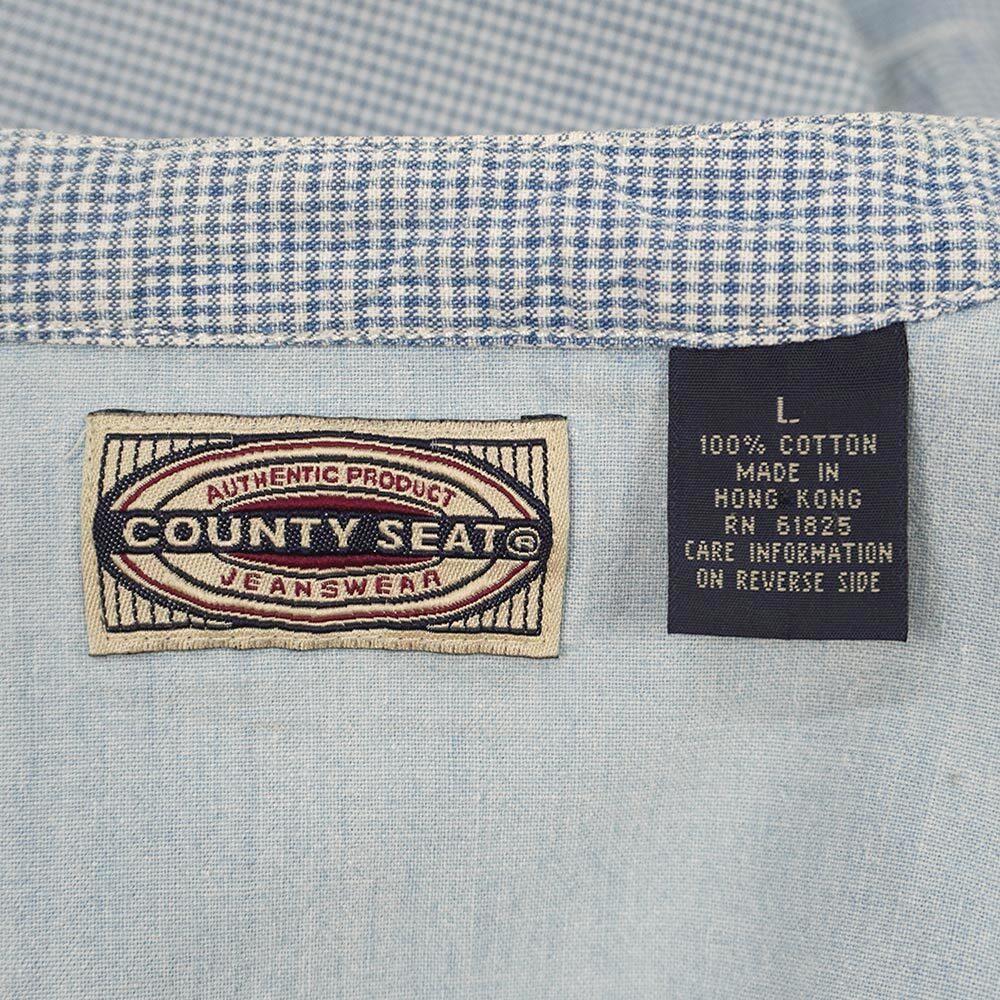 AUTHENTIC PRODUCT
COUNTY SEAT®
JEANSWEAR
L
100% COTTON
MADE IN
HONG KONG
RN 61825
CARE INFORMATION
ON REVERSE SIDE